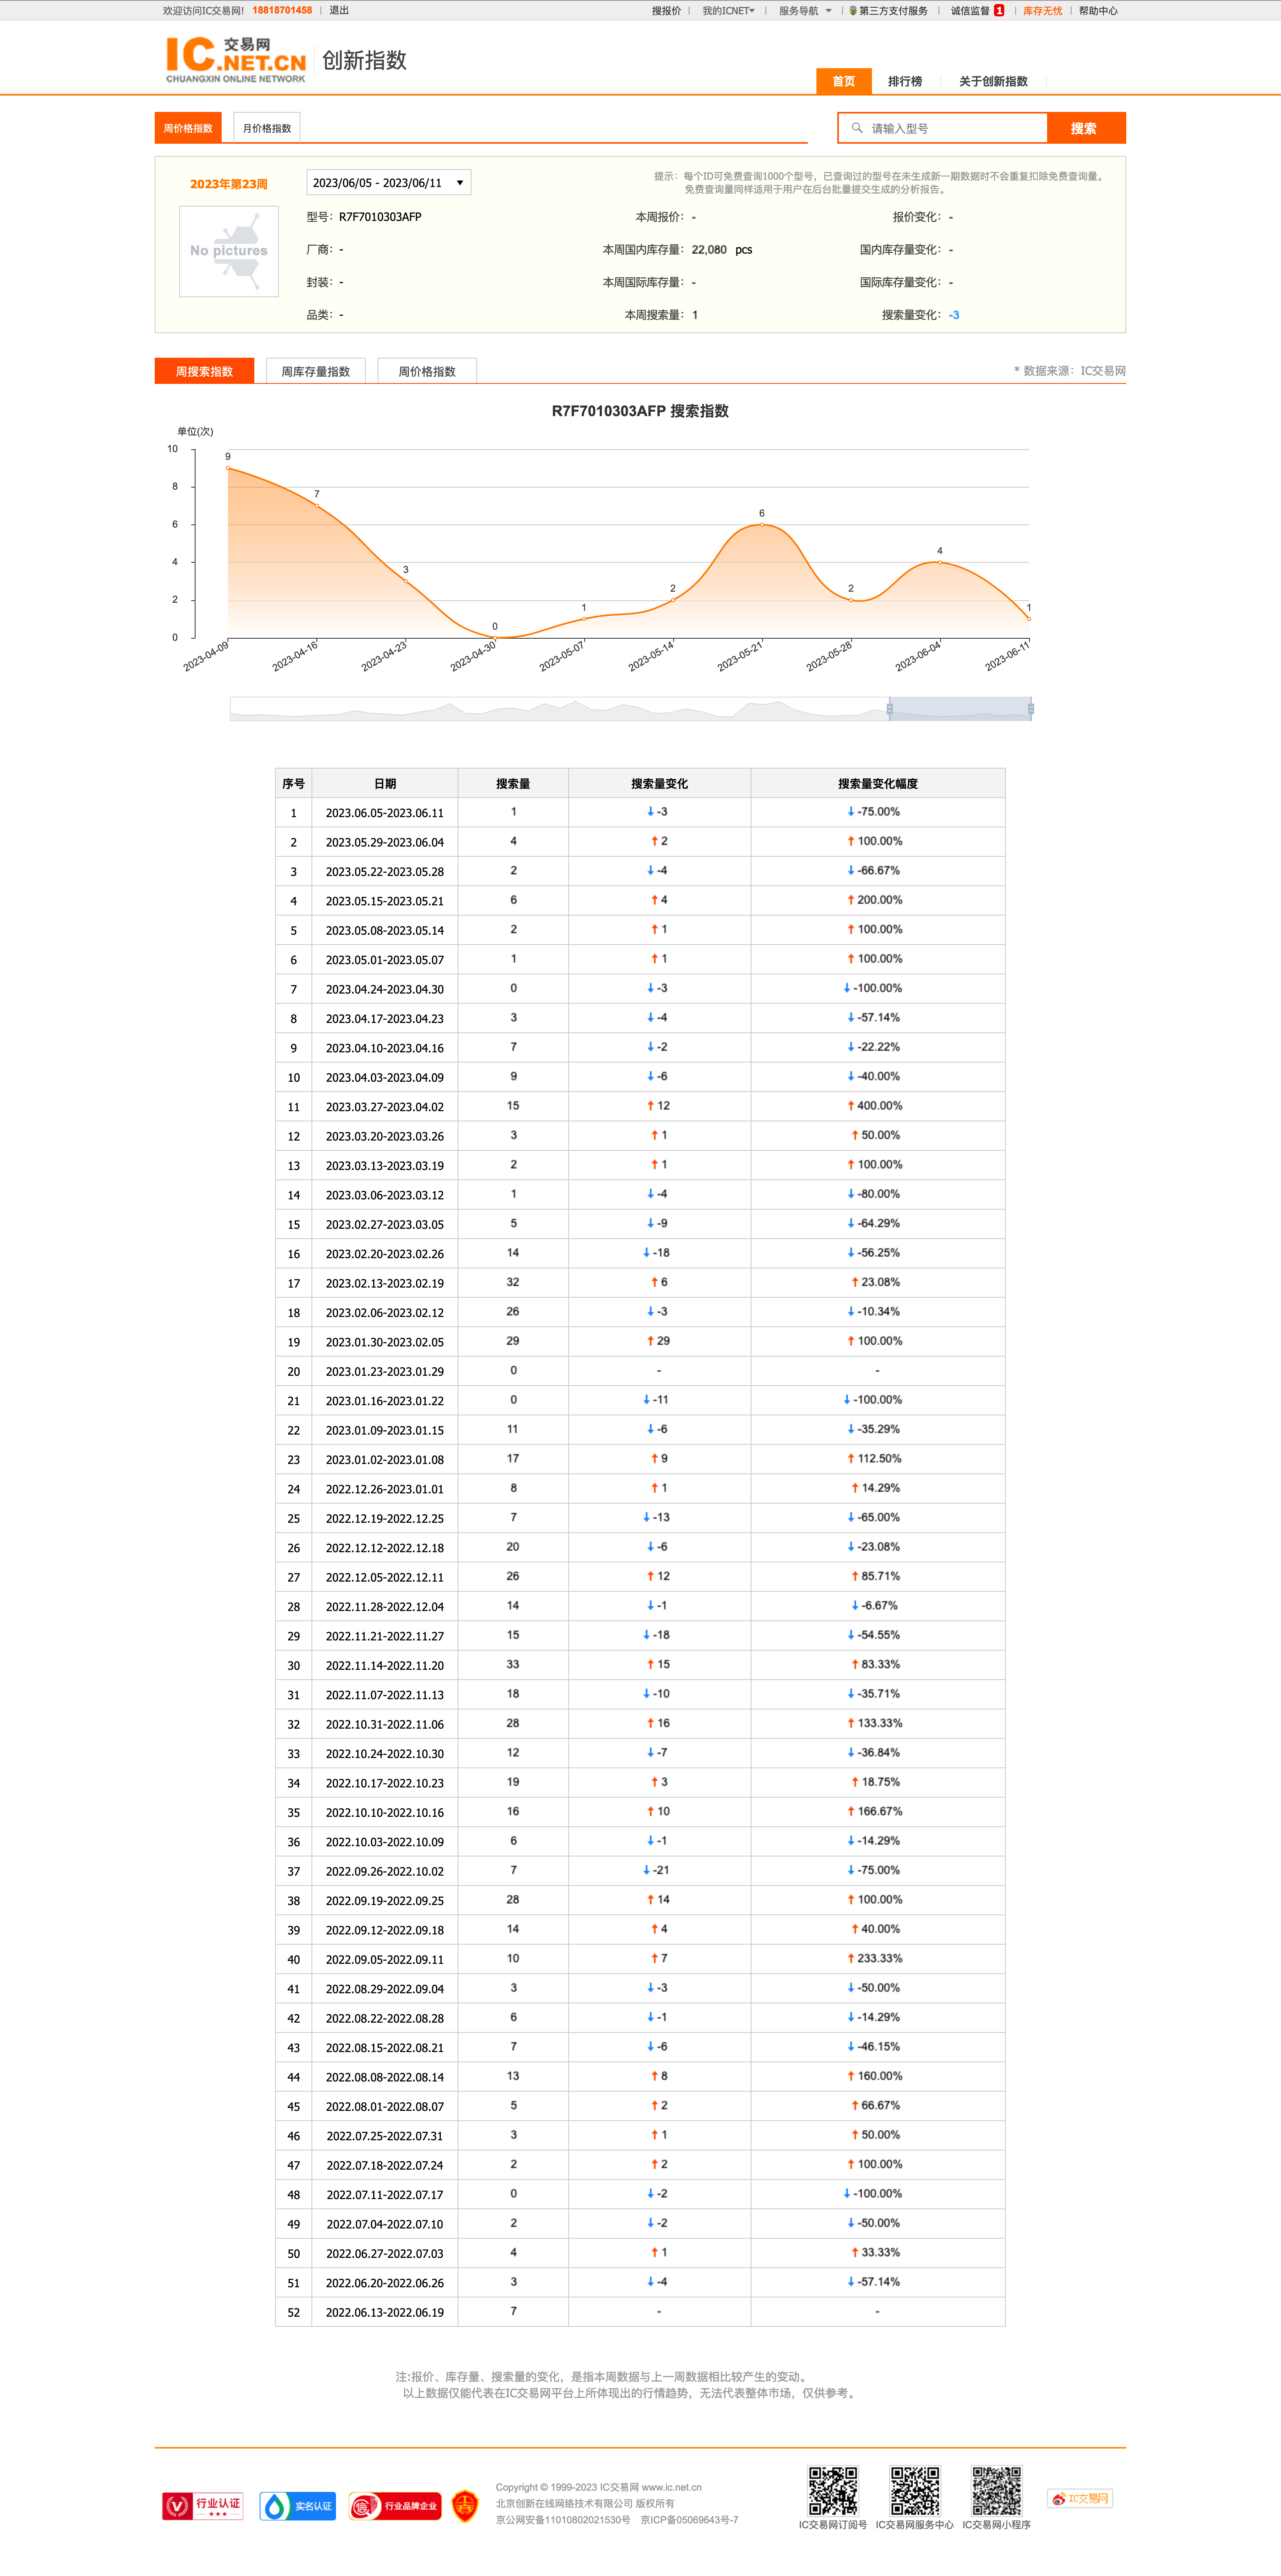 欢迎访问IC交易网! 18818701458 | 退出 搜报价 | 我的ICNET | 服务导航 | 第三方支付服务 | 诚信监督 1 | 库存无忧 | 帮助中心
IC 交易网 .NET.CN CHUANGXIN ONLINE NETWORK 创新指数
首页 排行榜 关于创新指数
周价格指数 月价格指数 请输入型号 搜索
2023年第23周 2023/06/05 - 2023/06/11 提示：每个ID可免费查询1000个型号，已查询过的型号在未生成新一期数据时不会重复扣除免费查询量。
免费查询量同样适用于用户在后台批量提交生成的分析报告。
No pictures
型号：R7F7010303AFP 本周报价：- 报价变化：-
厂商：- 本周国内库存量：22,080 pcs 国内库存量变化：-
封装：- 本周国际库存量：- 国际库存量变化：-
品类：- 本周搜索量：1 搜索量变化：-3
周搜索指数 周库存量指数 周价格指数 * 数据来源：IC交易网
R7F7010303AFP 搜索指数
单位(次)
10
8
6
4
2
0
9 7 3 0 1 2 6 2 4 1
2023-04-09 2023-04-16 2023-04-23 2023-04-30 2023-05-07 2023-05-14 2023-05-21 2023-05-28 2023-06-04 2023-06-11
序号 日期 搜索量 搜索量变化 搜索量变化幅度
1 2023.06.05-2023.06.11 1 ↓-3 ↓-75.00%
2 2023.05.29-2023.06.04 4 ↑2 ↑100.00%
3 2023.05.22-2023.05.28 2 ↓-4 ↓-66.67%
4 2023.05.15-2023.05.21 6 ↑4 ↑200.00%
5 2023.05.08-2023.05.14 2 ↑1 ↑100.00%
6 2023.05.01-2023.05.07 1 ↑1 ↑100.00%
7 2023.04.24-2023.04.30 0 ↓-3 ↓-100.00%
8 2023.04.17-2023.04.23 3 ↓-4 ↓-57.14%
9 2023.04.10-2023.04.16 7 ↓-2 ↓-22.22%
10 2023.04.03-2023.04.09 9 ↓-6 ↓-40.00%
11 2023.03.27-2023.04.02 15 ↑12 ↑400.00%
12 2023.03.20-2023.03.26 3 ↑1 ↑50.00%
13 2023.03.13-2023.03.19 2 ↑1 ↑100.00%
14 2023.03.06-2023.03.12 1 ↓-4 ↓-80.00%
15 2023.02.27-2023.03.05 5 ↓-9 ↓-64.29%
16 2023.02.20-2023.02.26 14 ↓-18 ↓-56.25%
17 2023.02.13-2023.02.19 32 ↑6 ↑23.08%
18 2023.02.06-2023.02.12 26 ↓-3 ↓-10.34%
19 2023.01.30-2023.02.05 29 ↑29 ↑100.00%
20 2023.01.23-2023.01.29 0 - -
21 2023.01.16-2023.01.22 0 ↓-11 ↓-100.00%
22 2023.01.09-2023.01.15 11 ↓-6 ↓-35.29%
23 2023.01.02-2023.01.08 17 ↑9 ↑112.50%
24 2022.12.26-2023.01.01 8 ↑1 ↑14.29%
25 2022.12.19-2022.12.25 7 ↓-13 ↓-65.00%
26 2022.12.12-2022.12.18 20 ↓-6 ↓-23.08%
27 2022.12.05-2022.12.11 26 ↑12 ↑85.71%
28 2022.11.28-2022.12.04 14 ↓-1 ↓-6.67%
29 2022.11.21-2022.11.27 15 ↓-18 ↓-54.55%
30 2022.11.14-2022.11.20 33 ↑15 ↑83.33%
31 2022.11.07-2022.11.13 18 ↓-10 ↓-35.71%
32 2022.10.31-2022.11.06 28 ↑16 ↑133.33%
33 2022.10.24-2022.10.30 12 ↓-7 ↓-36.84%
34 2022.10.17-2022.10.23 19 ↑3 ↑18.75%
35 2022.10.10-2022.10.16 16 ↑10 ↑166.67%
36 2022.10.03-2022.10.09 6 ↓-1 ↓-14.29%
37 2022.09.26-2022.10.02 7 ↓-21 ↓-75.00%
38 2022.09.19-2022.09.25 28 ↑14 ↑100.00%
39 2022.09.12-2022.09.18 14 ↑4 ↑40.00%
40 2022.09.05-2022.09.11 10 ↑7 ↑233.33%
41 2022.08.29-2022.09.04 3 ↓-3 ↓-50.00%
42 2022.08.22-2022.08.28 6 ↓-1 ↓-14.29%
43 2022.08.15-2022.08.21 7 ↓-6 ↓-46.15%
44 2022.08.08-2022.08.14 13 ↑8 ↑160.00%
45 2022.08.01-2022.08.07 5 ↑2 ↑66.67%
46 2022.07.25-2022.07.31 3 ↑1 ↑50.00%
47 2022.07.18-2022.07.24 2 ↑2 ↑100.00%
48 2022.07.11-2022.07.17 0 ↓-2 ↓-100.00%
49 2022.07.04-2022.07.10 2 ↓-2 ↓-50.00%
50 2022.06.27-2022.07.03 4 ↑1 ↑33.33%
51 2022.06.20-2022.06.26 3 ↓-4 ↓-57.14%
52 2022.06.13-2022.06.19 7 - -
注:报价、库存量、搜索量的变化，是指本周数据与上一周数据相比较产生的变动。
以上数据仅能代表在IC交易网平台上所体现出的行情趋势，无法代表整体市场，仅供参考。
行业认证 实名认证 行业品牌企业
Copyright © 1999-2023 IC交易网 www.ic.net.cn
北京创新在线网络技术有限公司 版权所有
京公网安备11010802021530号 京ICP备05069643号-7
IC交易网订阅号 IC交易网服务中心 IC交易网小程序
IC交易网